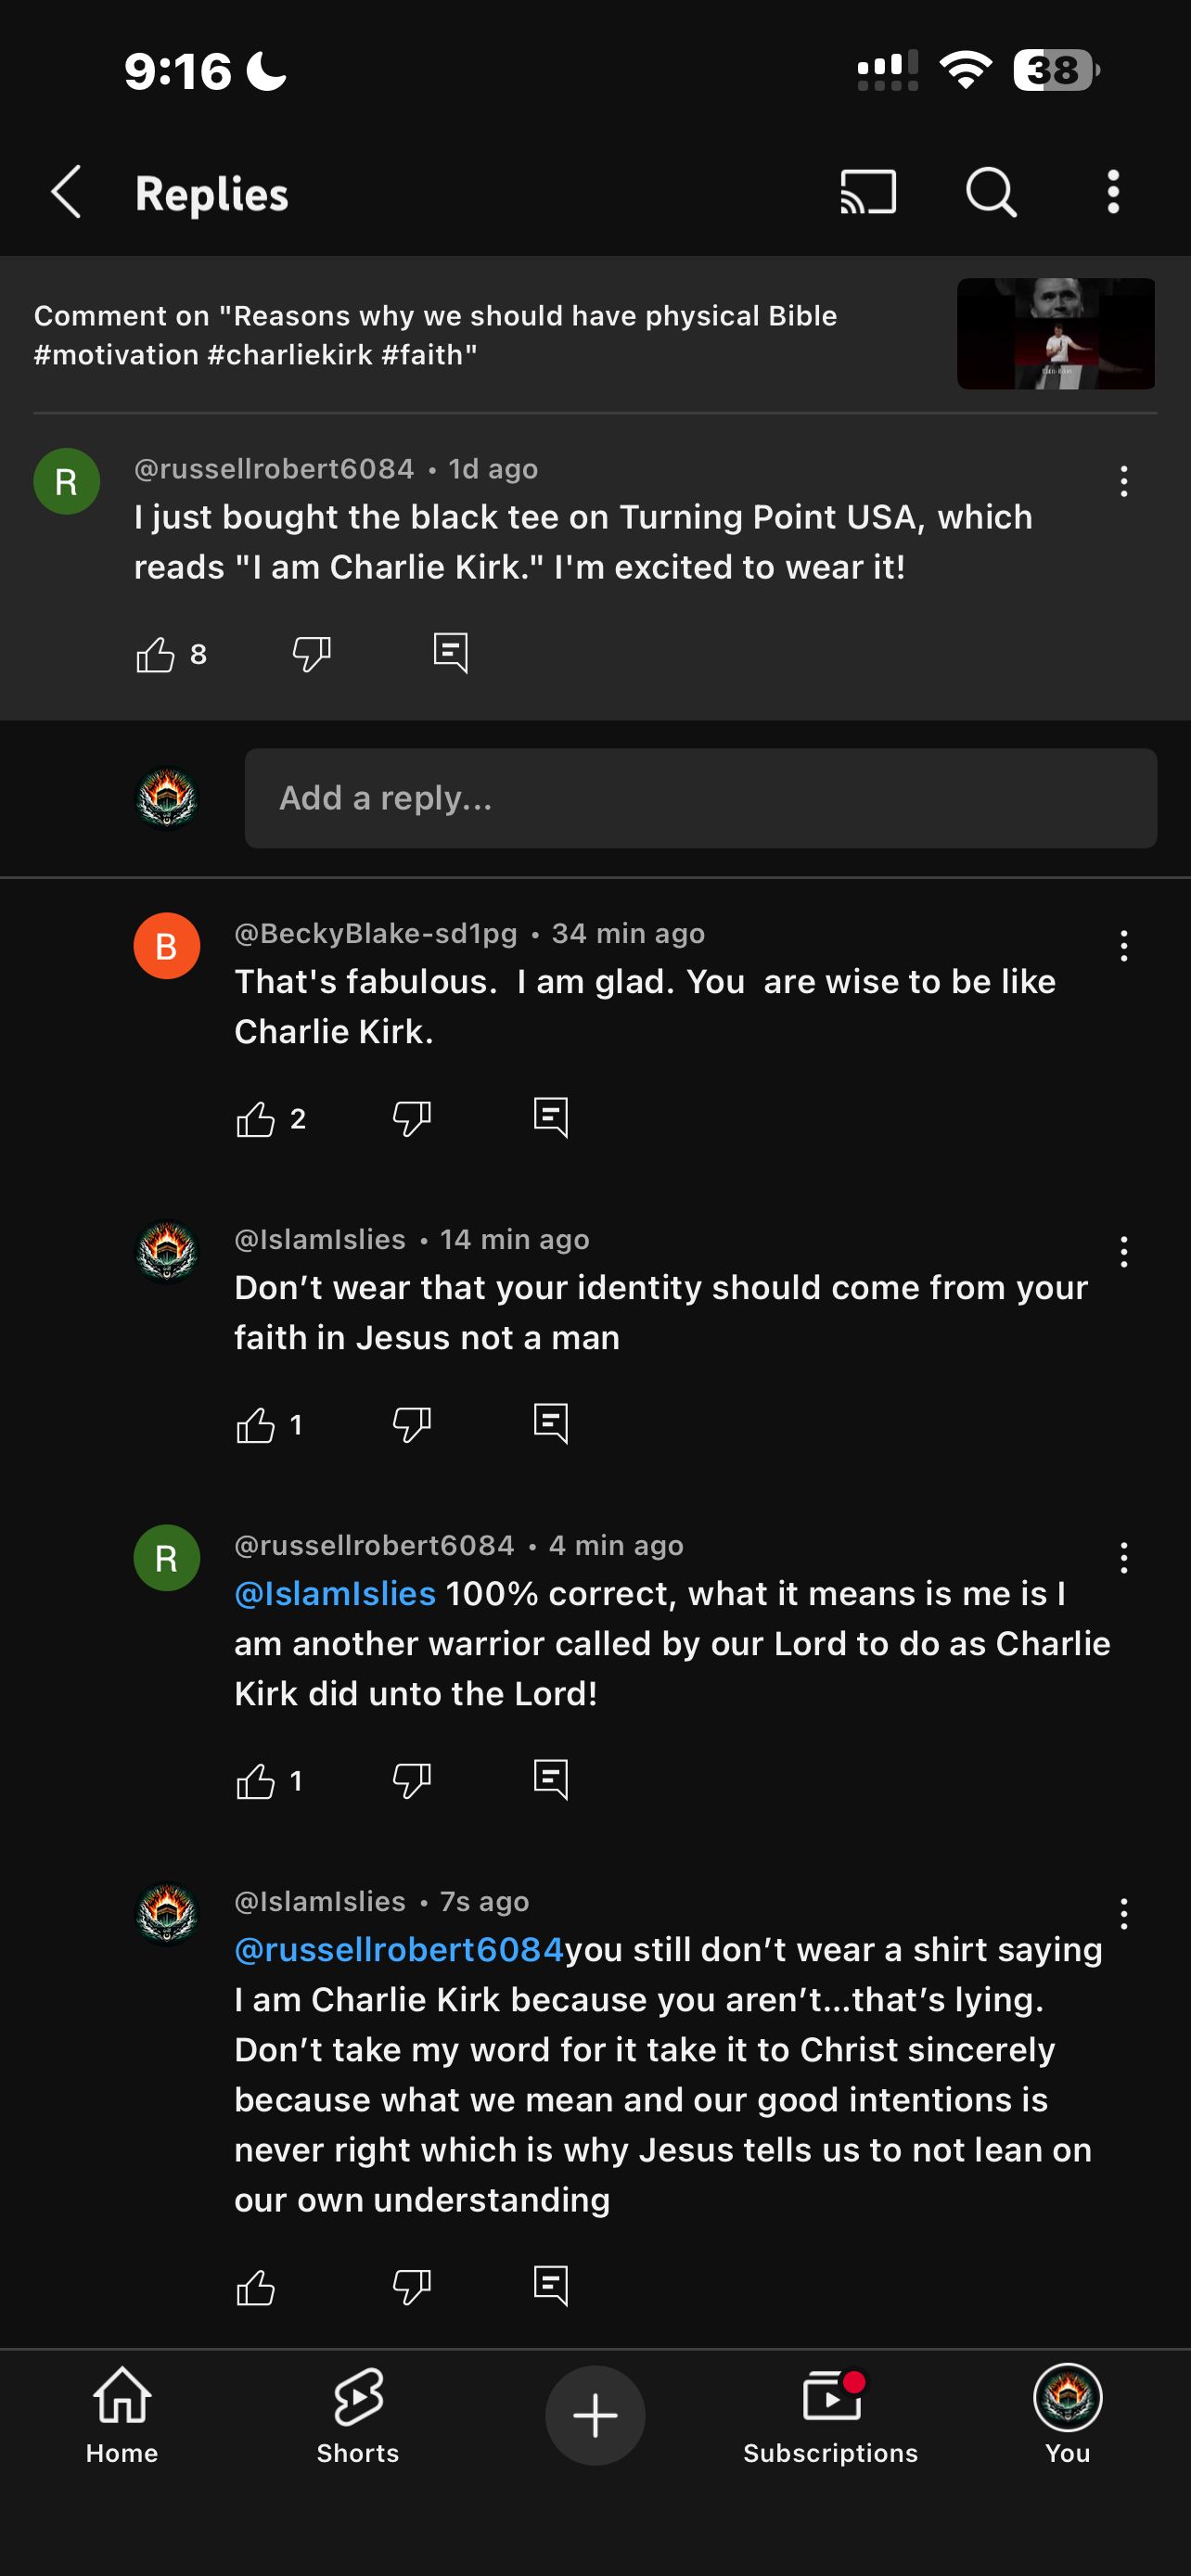 9:16
38
Replies
Comment on "Reasons why we should have physical Bible
#motivation #charliekirk #faith"
R
@russellrobert6084 • 1d ago
I just bought the black tee on Turning Point USA, which
reads "I am Charlie Kirk." I'm excited to wear it!
8
Add a reply...
B
@BeckyBlake-sd1pg • 34 min ago
That's fabulous.  I am glad. You  are wise to be like
Charlie Kirk.
2
@IslamIslies • 14 min ago
Don’t wear that your identity should come from your
faith in Jesus not a man
1
R
@russellrobert6084 • 4 min ago
@IslamIslies 100% correct, what it means is me is I
am another warrior called by our Lord to do as Charlie
Kirk did unto the Lord!
1
@IslamIslies • 7s ago
@russellrobert6084you still don’t wear a shirt saying
I am Charlie Kirk because you aren’t...that’s lying.
Don’t take my word for it take it to Christ sincerely
because what we mean and our good intentions is
never right which is why Jesus tells us to not lean on
our own understanding
Home
Shorts
Subscriptions
You